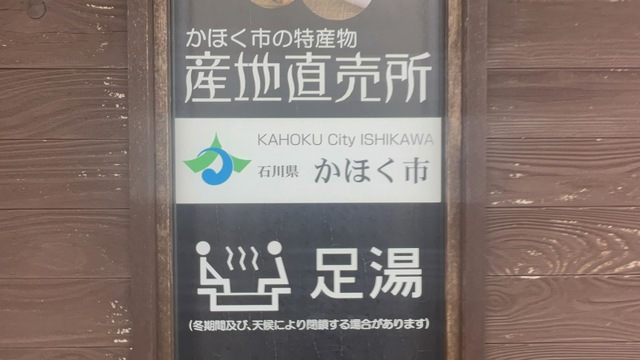 かほく市の特産物
産地直売所
KAHOKU City ISHIKAWA
石川県 かほく市
足湯
(冬期間及び、天候により閉鎖する場合があります)